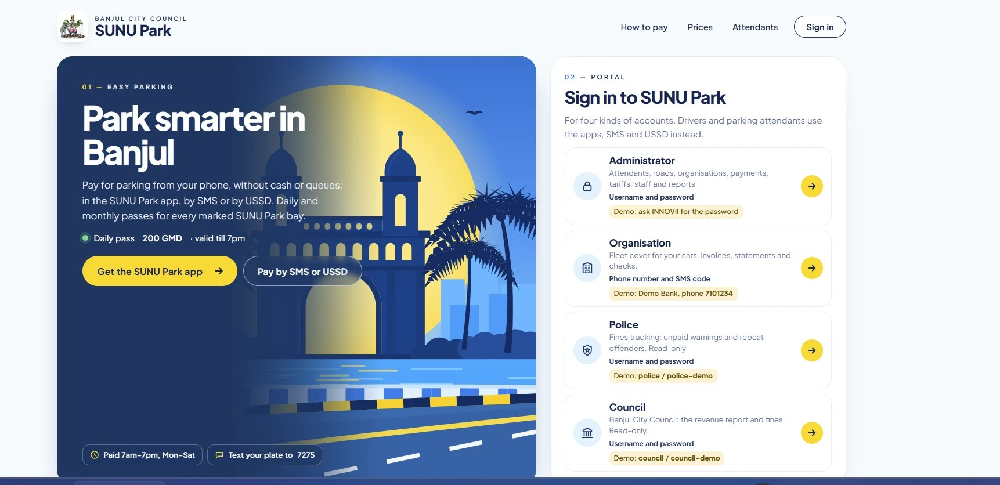 BANJUL CITY COUNCIL
SUNU Park
How to pay
Prices
Attendants
Sign in
01 — EASY PARKING
Park smarter in
Banjul
Pay for parking from your phone, without cash or queues:
in the SUNU Park app, by SMS or by USSD. Daily and
monthly passes for every marked SUNU Park bay.
Daily pass 200 GMD · valid till 7pm
Get the SUNU Park app →
Pay by SMS or USSD
Paid 7am–7pm, Mon–Sat
Text your plate to 7275
02 — PORTAL
Sign in to SUNU Park
For four kinds of accounts. Drivers and parking attendants use
the apps, SMS and USSD instead.
Administrator
Attendants, roads, organisations, payments,
tariffs, staff and reports.
Username and password
Demo: ask INNOVII for the password
Organisation
Fleet cover for your cars: invoices, statements and
checks.
Phone number and SMS code
Demo: Demo Bank, phone 7101234
Police
Fines tracking: unpaid warnings and repeat
offenders. Read-only.
Username and password
Demo: police / police-demo
Council
Banjul City Council: the revenue report and fines.
Read-only.
Username and password
Demo: council / council-demo